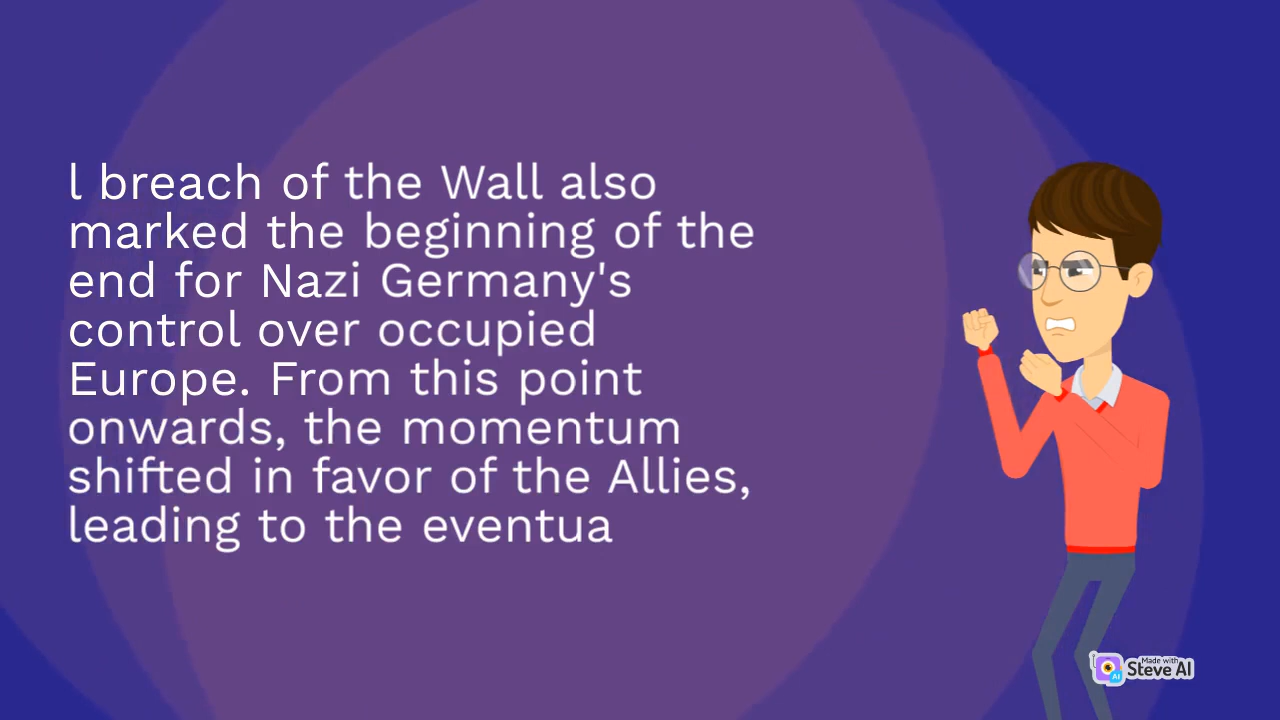 l breach of the Wall also
marked the beginning of the
end for Nazi Germany's
control over occupied
Europe. From this point
onwards, the momentum
shifted in favor of the Allies,
leading to the eventua
Made with
Steve AI
AI